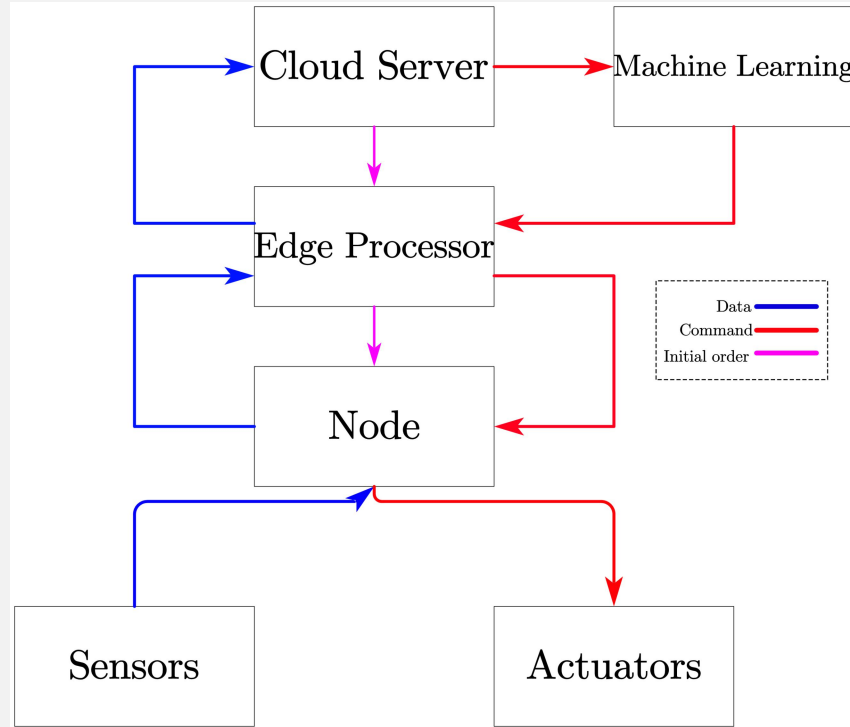 Cloud Server
Machine Learning
Edge Processor
Data
Command
Initial order
Node
Sensors
Actuators